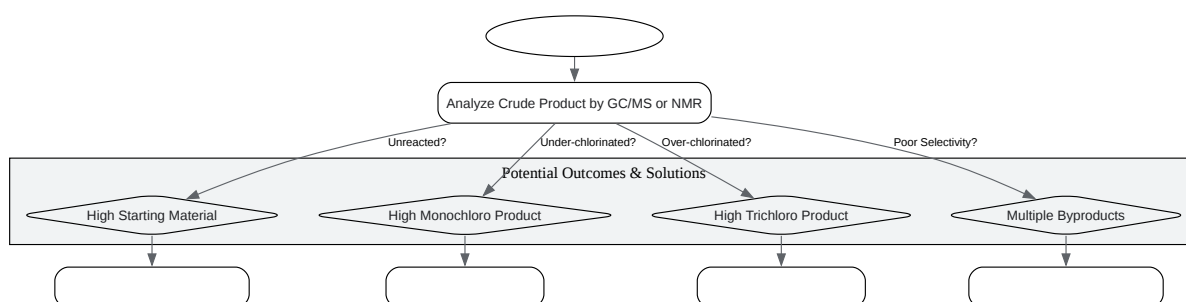 Analyze Crude Product by GC/MS or NMR
Unreacted?
Under-chlorinated?
Over-chlorinated?
Poor Selectivity?
Potential Outcomes & Solutions
High Starting Material
High Monochloro Product
High Trichloro Product
Multiple Byproducts